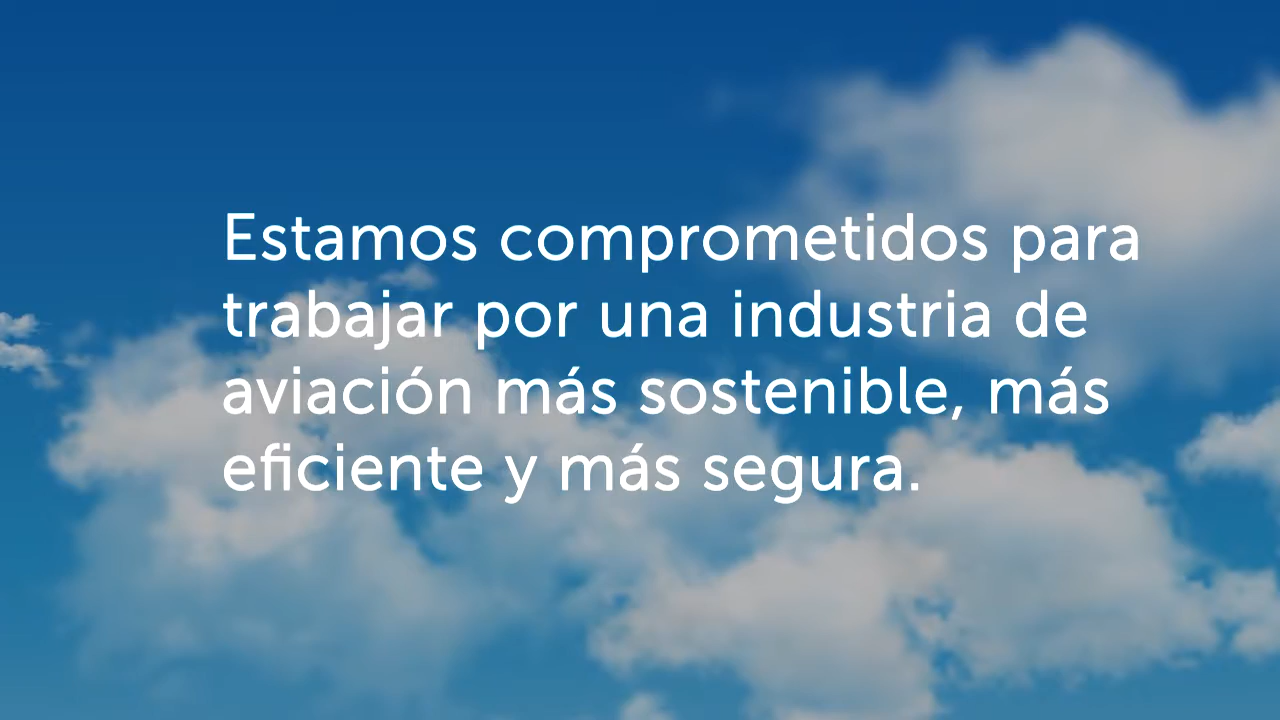 Estamos comprometidos para
trabajar por una industria de
aviación más sostenible, más
eficiente y más segura.